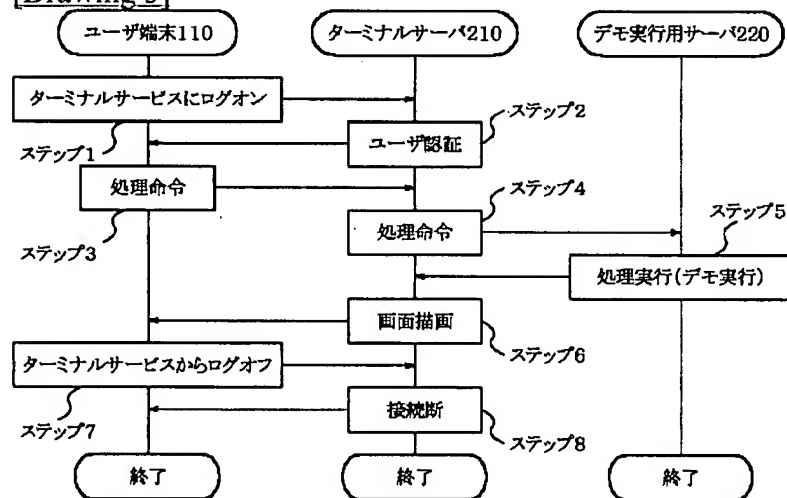 [Drawing 3]
ユーザ端末110
ターミナルサーバ210
デモ実行用サーバ220
ターミナルサービスにログオン
ステップ1
ユーザ認証
ステップ2
処理命令
ステップ3
処理命令
ステップ4
処理実行(デモ実行)
ステップ5
画面描画
ステップ6
ターミナルサービスからログオフ
ステップ7
接続断
ステップ8
終了
終了
終了